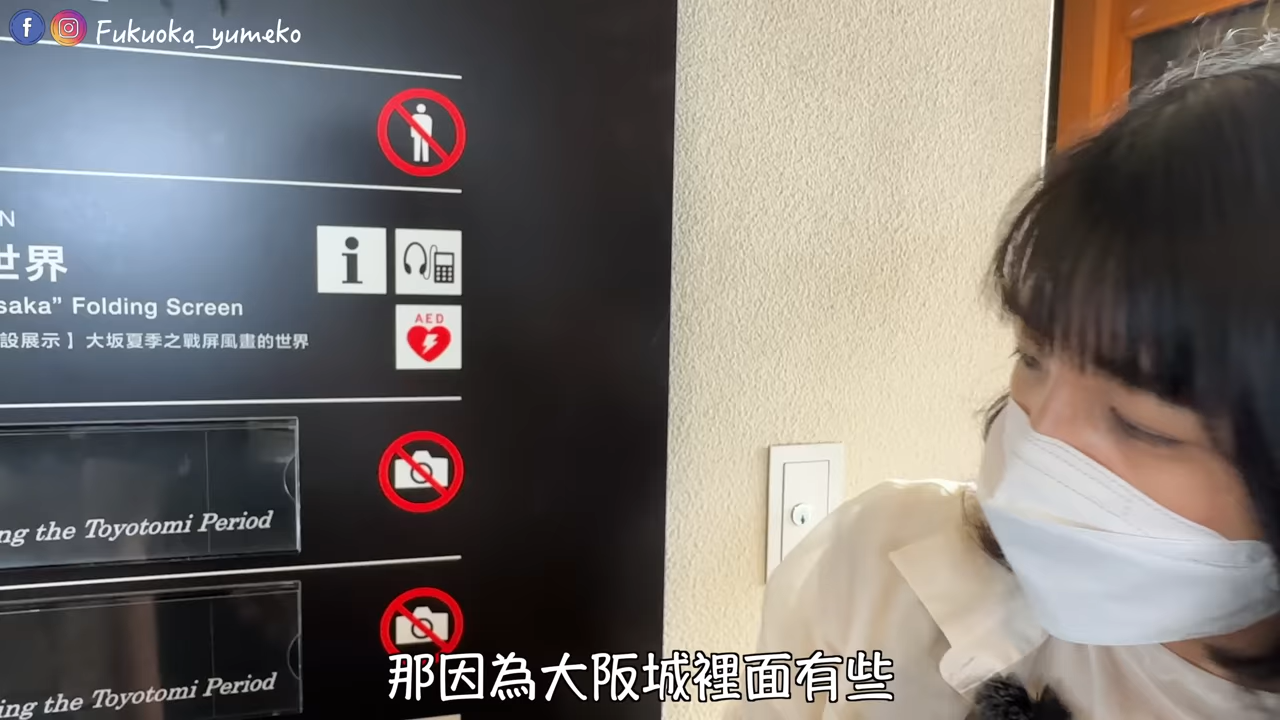 Fukuoka_yumeko
N
世界
saka” Folding Screen
設展示】大坂夏季之戰屏風畫的世界
AED
ng the Toyotomi Period
ing the Toyotomi Period
那因為大阪城裡面有些